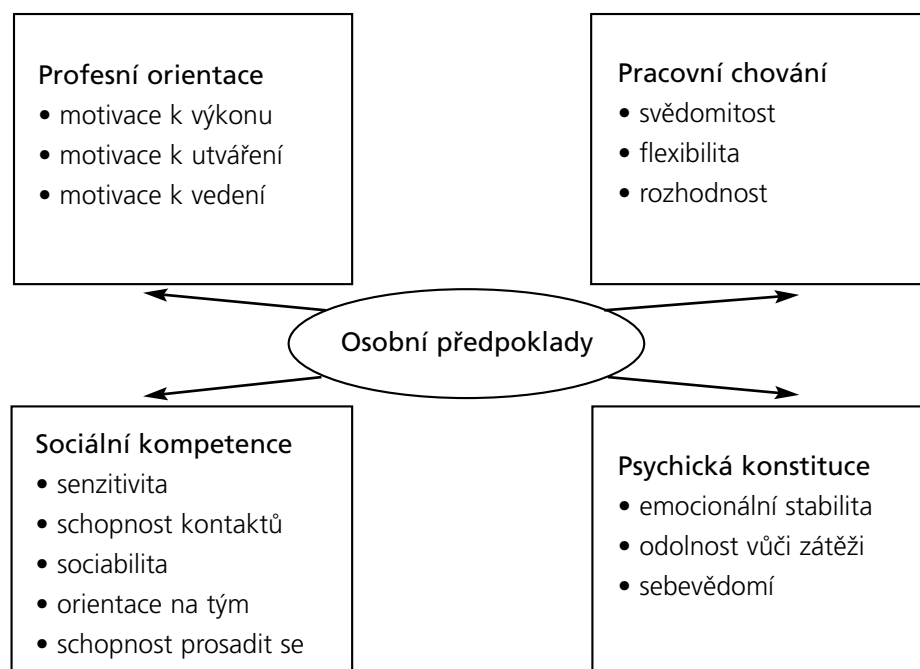 Profesní orientace
• motivace k výkonu
• motivace k utváření
• motivace k vedení
Pracovní chování
• svědomitost
• flexibilita
• rozhodnost
Osobní předpoklady
Sociální kompetence
• senzitivita
• schopnost kontaktů
• sociabilita
• orientace na tým
• schopnost prosadit se
Psychická konstituce
• emocionální stabilita
• odolnost vůči zátěži
• sebevědomí